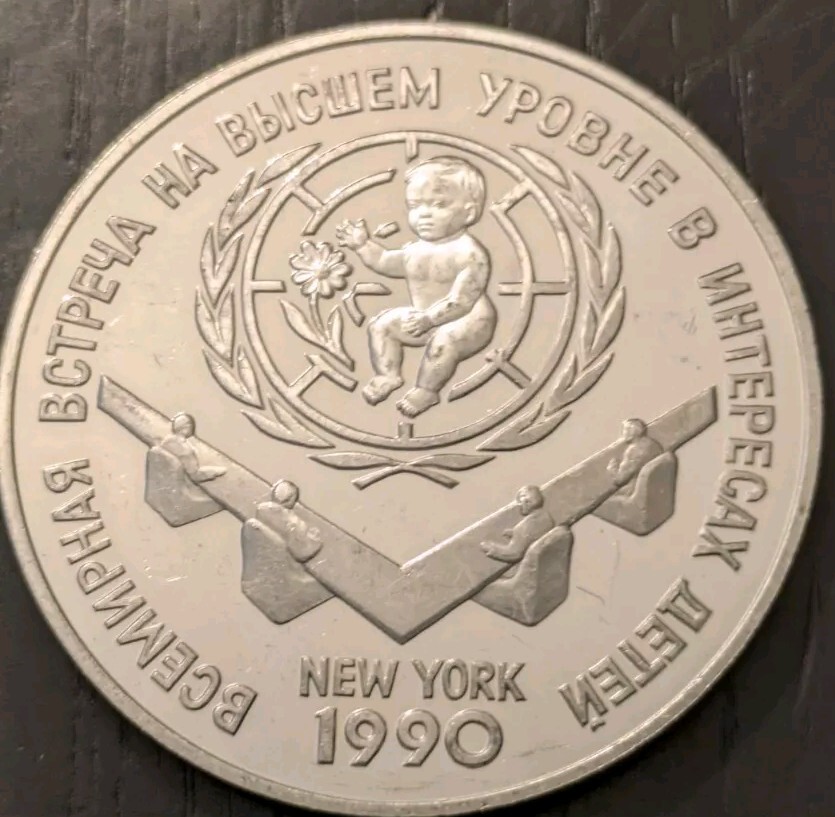 ВСЕМИРНАЯ ВСТРЕЧА НА ВЫСШЕМ УРОВНЕ В ИНТЕРЕСАХ ДЕТЕЙ
NEW YORK
1990